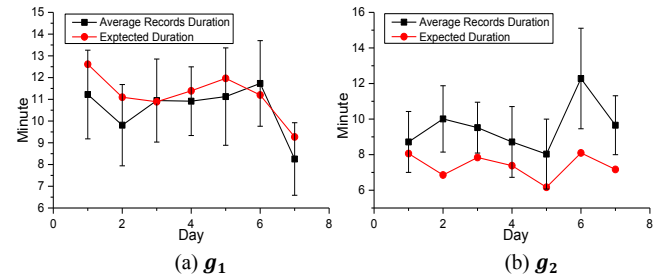 Average Records Duration
Exptected Duration
15
14
13
12
11
10
9
8
7
6
Minute
0
2
4
6
8
Day
(a) g₁
Average Records Duration
Expected Duration
16
14
12
10
8
6
Minute
0
2
4
6
8
Day
(b) g₂